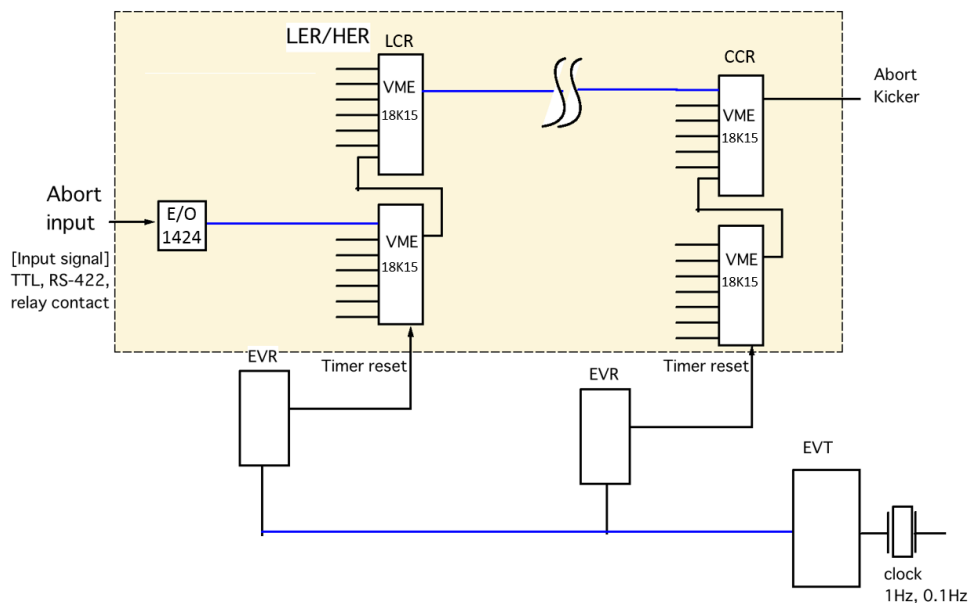 LER/HER
LCR
VME
18K15
CCR
VME
18K15
Abort
Kicker
Abort
input
E/O
1424
[Input signal]
TTL, RS-422,
relay contact
VME
18K15
VME
18K15
Timer reset
Timer reset
EVR
EVR
EVT
clock
1Hz, 0.1Hz